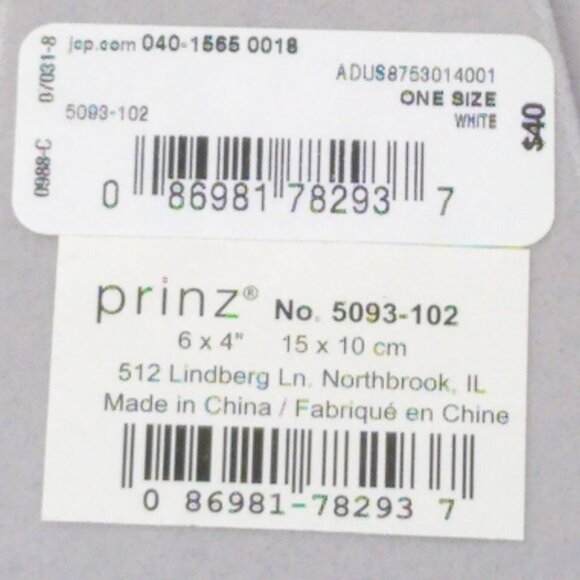 jcp.com 040-1565 0018
0988-C 0/031-8
ADUS8753014001
5093-102
ONE SIZE
WHITE
$40
0 86981 78293 7
prinz® No. 5093-102
6 x 4" 15 x 10 cm
512 Lindberg Ln. Northbrook, IL
Made in China / Fabriqué en Chine
0 86981-78293 7